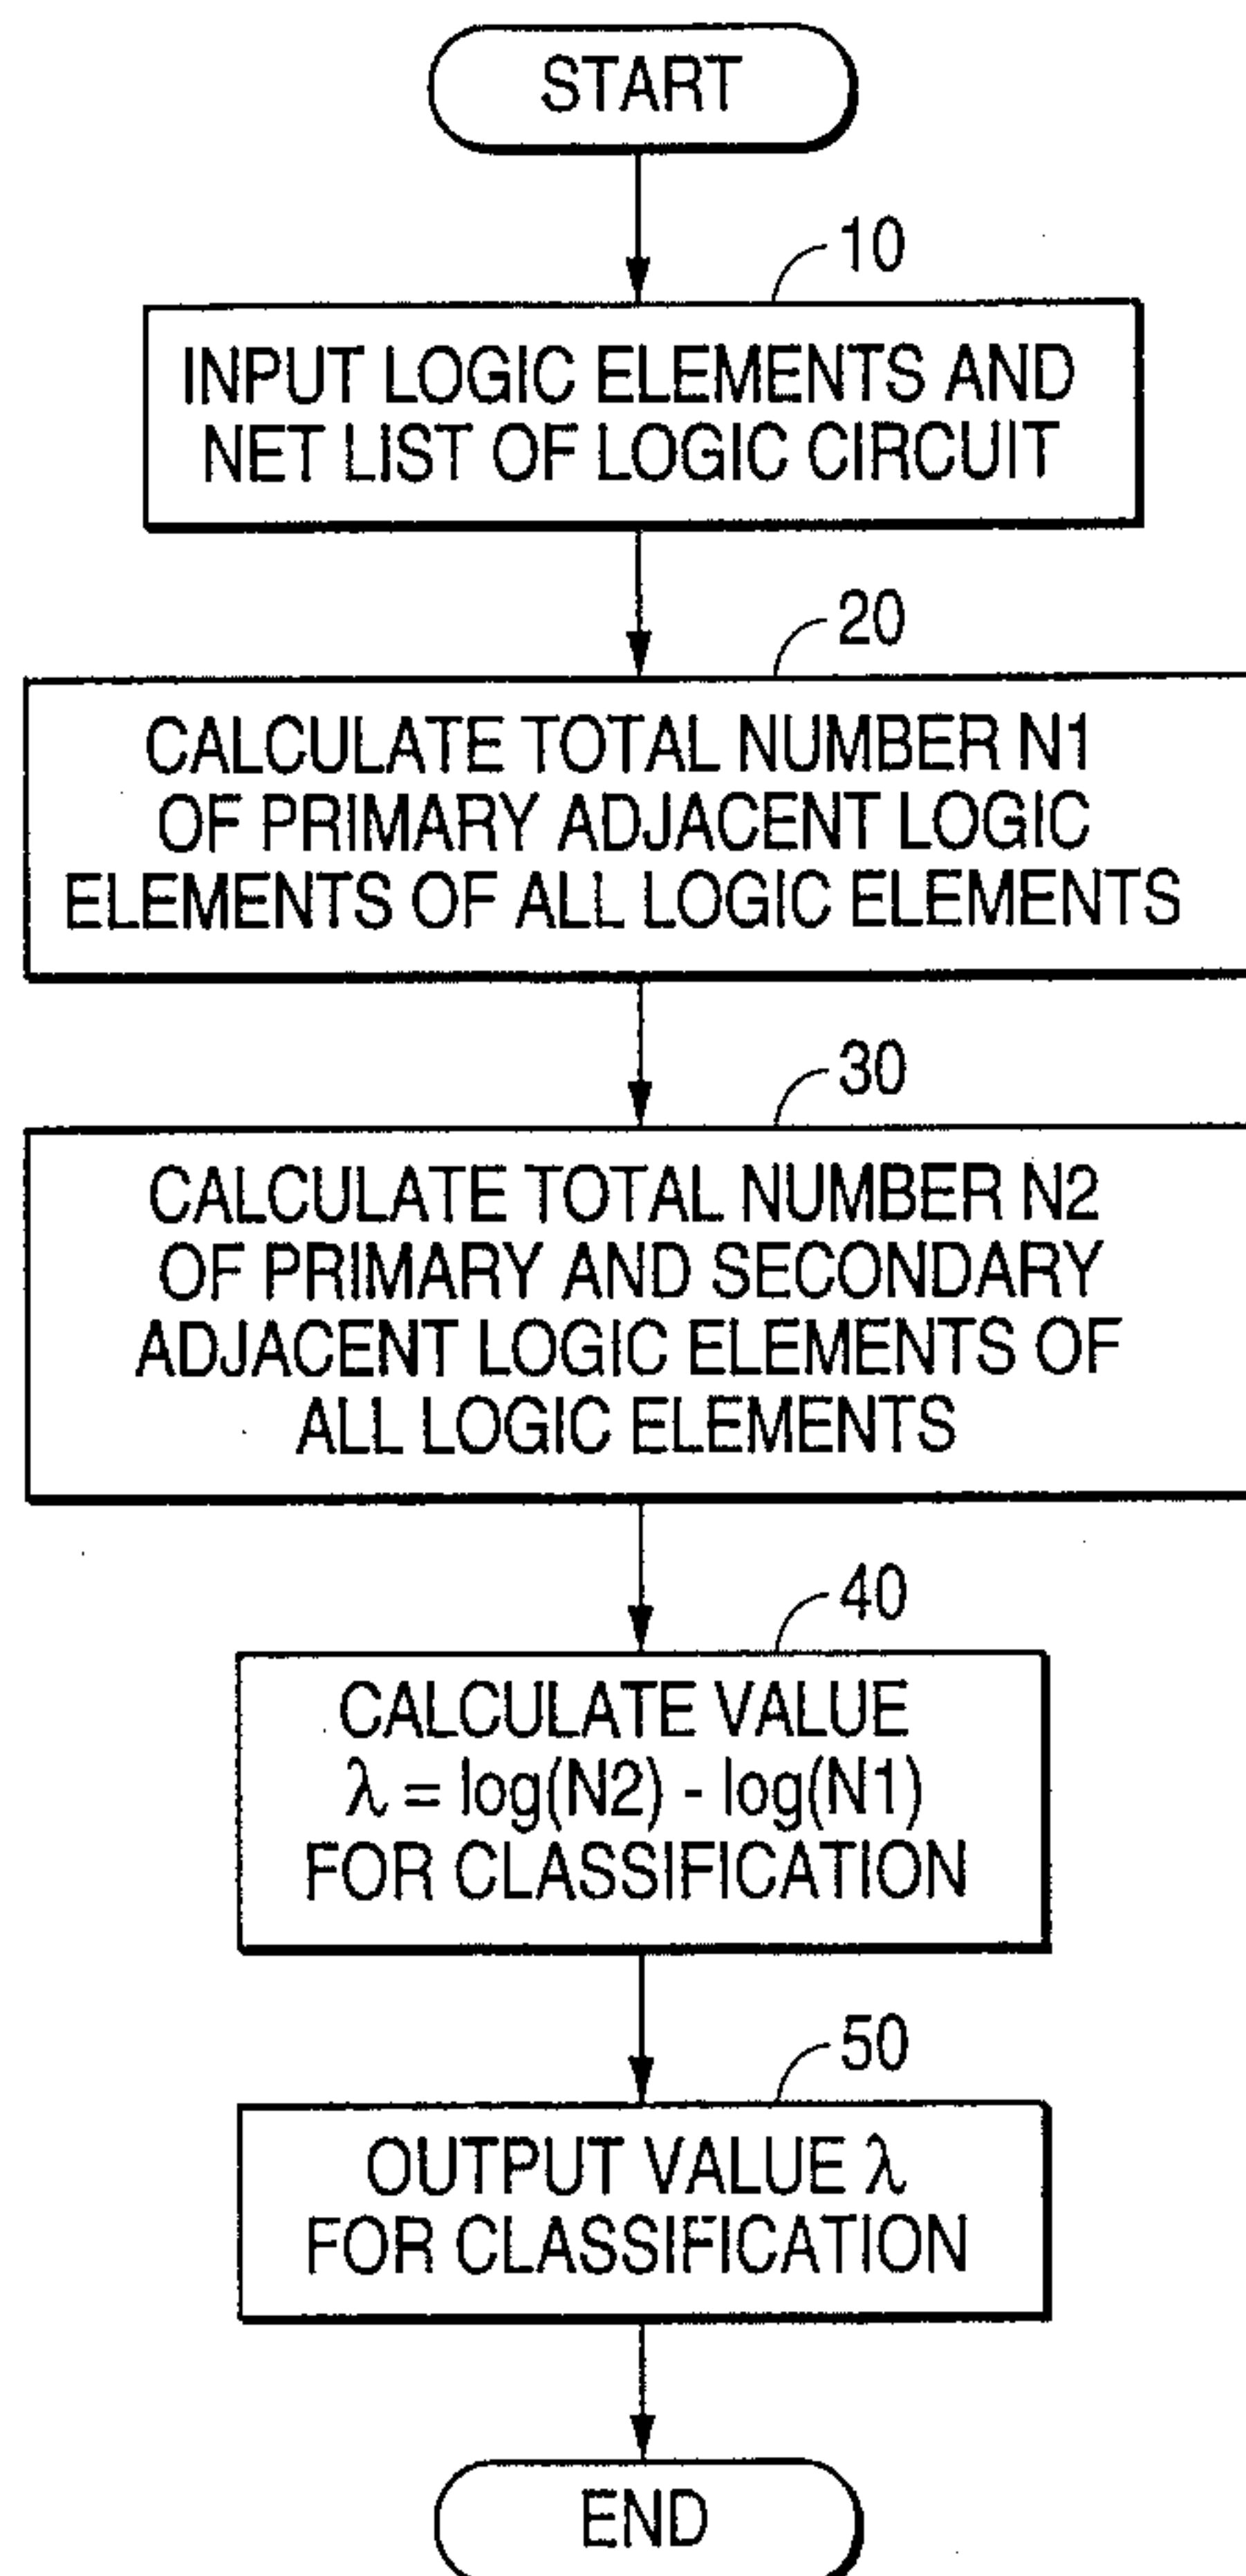 START
10
INPUT LOGIC ELEMENTS AND
NET LIST OF LOGIC CIRCUIT
20
CALCULATE TOTAL NUMBER N1
OF PRIMARY ADJACENT LOGIC
ELEMENTS OF ALL LOGIC ELEMENTS
30
CALCULATE TOTAL NUMBER N2
OF PRIMARY AND SECONDARY
ADJACENT LOGIC ELEMENTS OF
ALL LOGIC ELEMENTS
40
CALCULATE VALUE
λ = log(N2) - log(N1)
FOR CLASSIFICATION
50
OUTPUT VALUE λ
FOR CLASSIFICATION
END